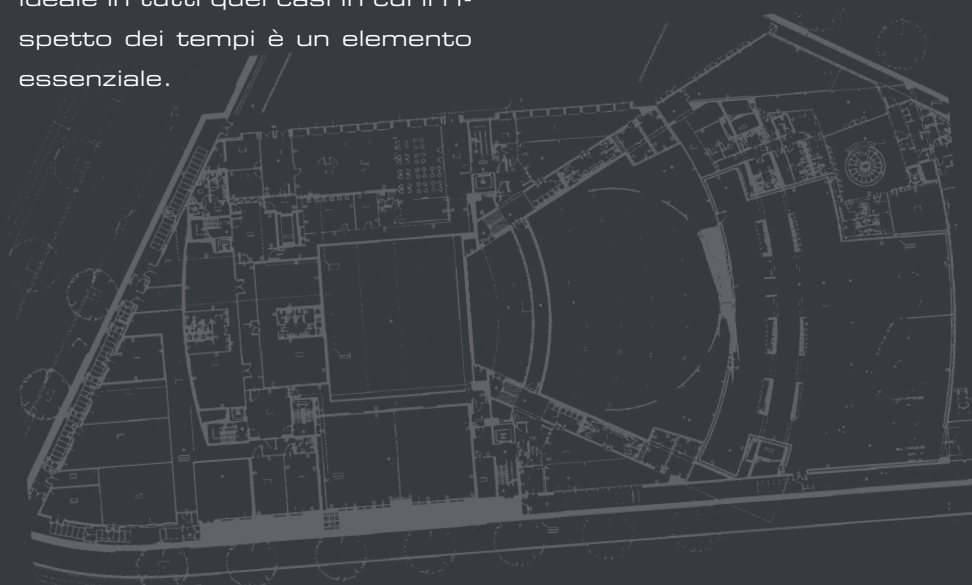 ideale in tutti quei casi in cui il ri-
spetto dei tempi è un elemento
essenziale.